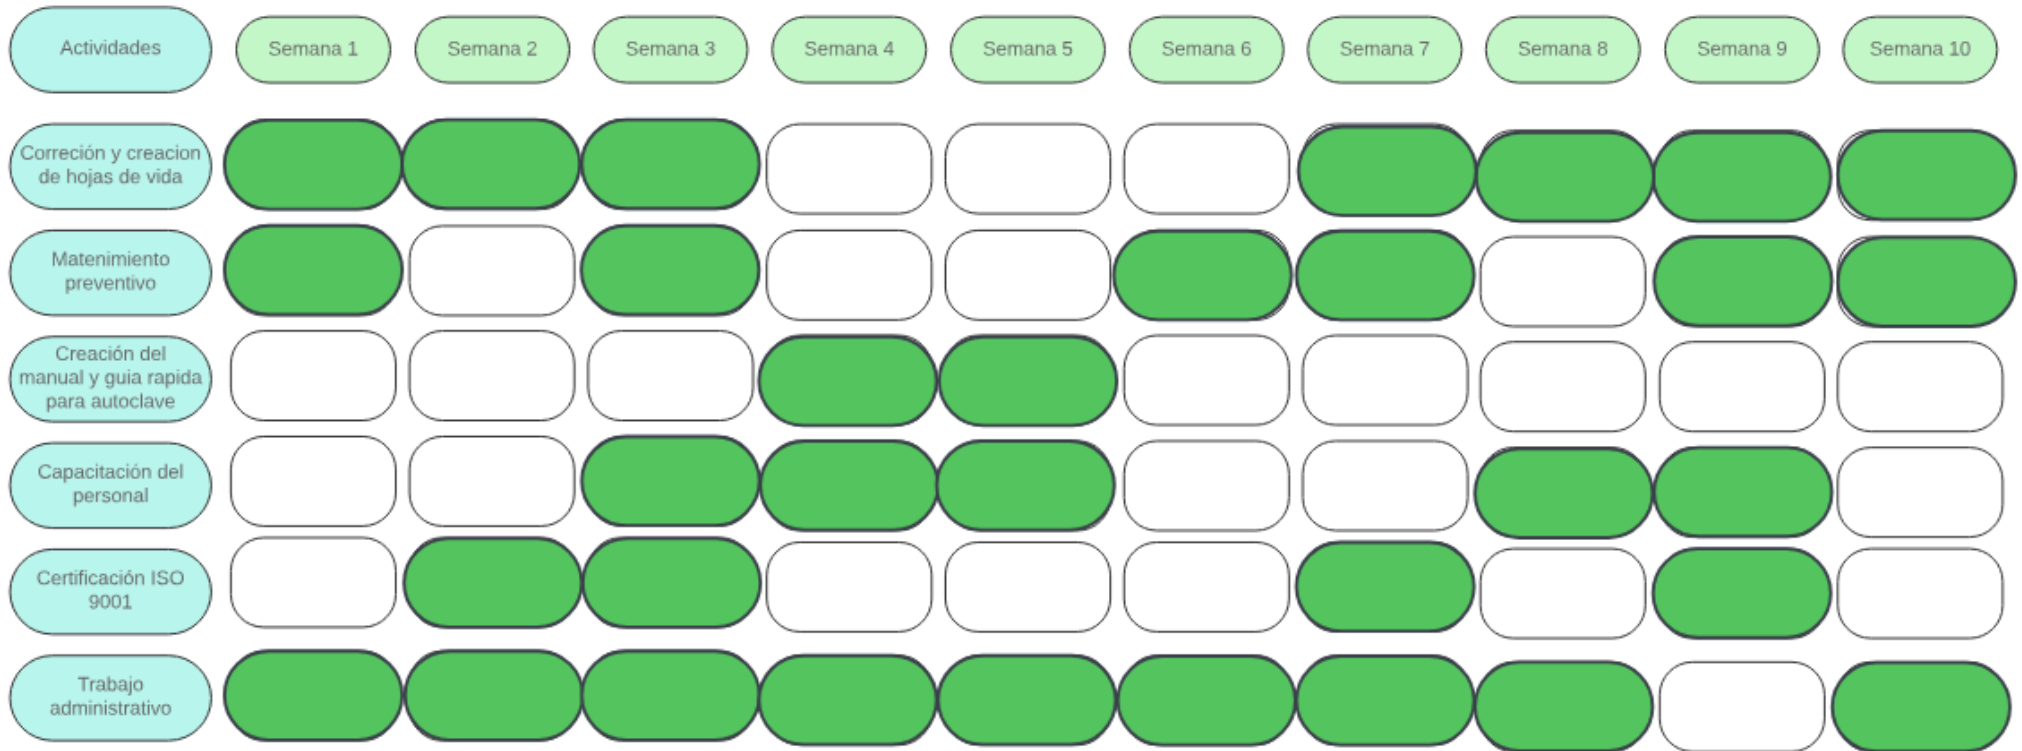 Actividades
Semana 1
Semana 2
Semana 3
Semana 4
Semana 5
Semana 6
Semana 7
Semana 8
Semana 9
Semana 10
Correción y creacion
de hojas de vida
Matenimiento
preventivo
Creación del
manual y guia rapida
para autoclave
Capacitación del
personal
Certificación ISO
9001
Trabajo
administrativo